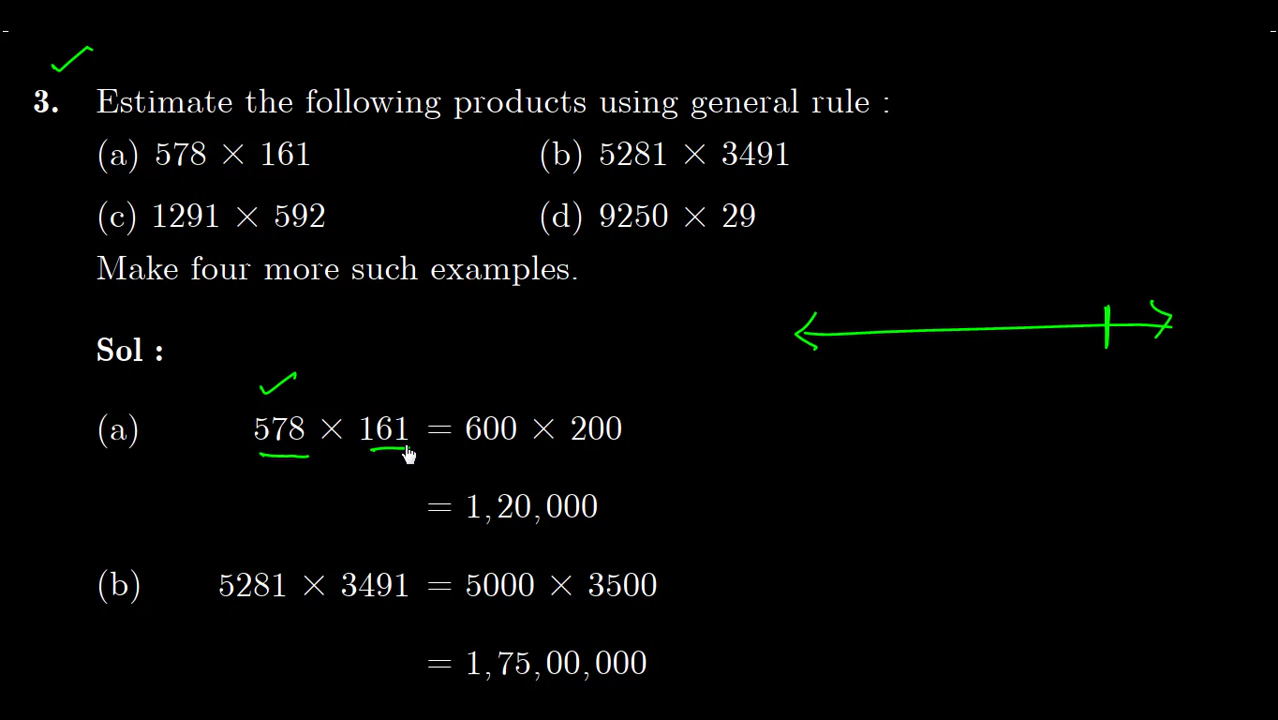 3. Estimate the following products using general rule :
(a) 578 × 161 (b) 5281 × 3491
(c) 1291 × 592 (d) 9250 × 29
Make four more such examples.
Sol :
(a) 578 × 161 = 600 × 200
= 1,20,000
(b) 5281 × 3491 = 5000 × 3500
= 1,75,00,000